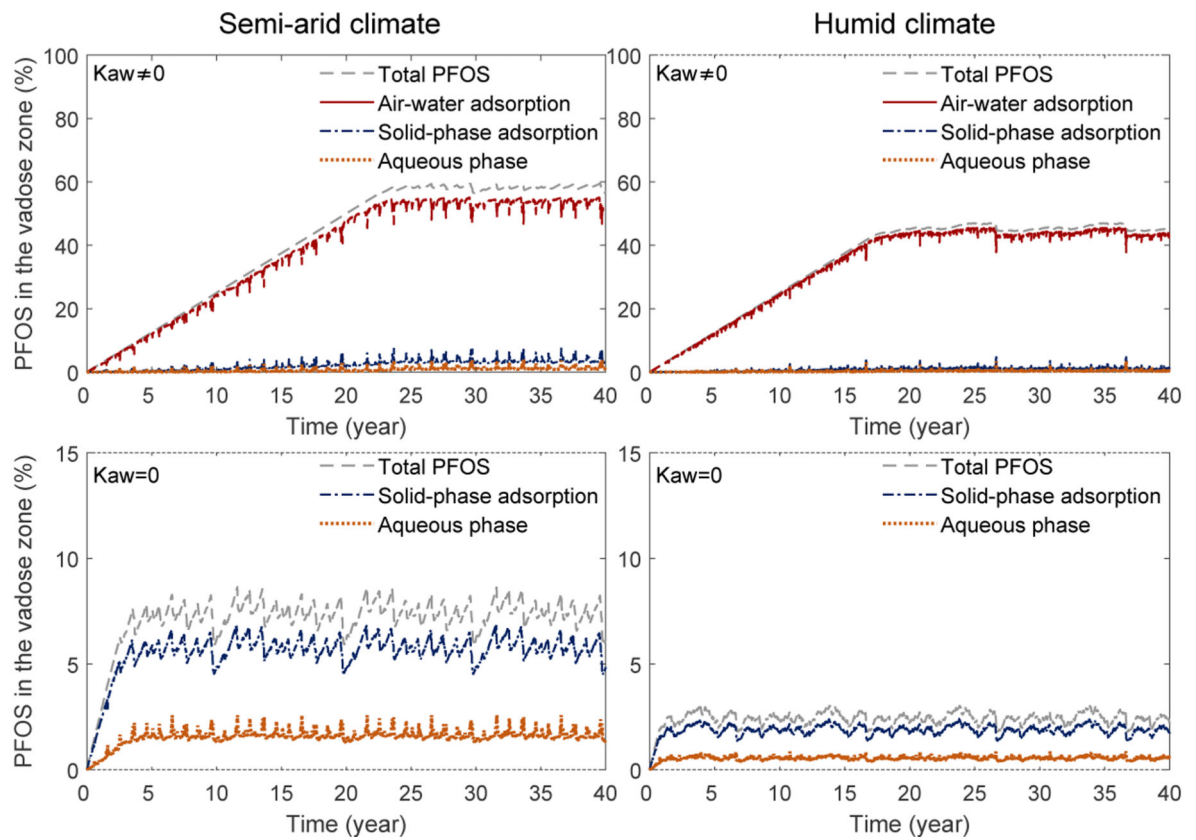 Semi-arid climate
Humid climate
PFOS in the vadose zone (%)
100
80
60
40
20
0
Kaw≠0
Total PFOS
Air-water adsorption
Solid-phase adsorption
Aqueous phase
0 5 10 15 20 25 30 35 40
Time (year)
100
80
60
40
20
0
Kaw≠0
Total PFOS
Air-water adsorption
Solid-phase adsorption
Aqueous phase
0 5 10 15 20 25 30 35 40
Time (year)
PFOS in the vadose zone (%)
15
10
5
0
Kaw=0
Total PFOS
Solid-phase adsorption
Aqueous phase
0 5 10 15 20 25 30 35 40
Time (year)
15
10
5
0
Kaw=0
Total PFOS
Solid-phase adsorption
Aqueous phase
0 5 10 15 20 25 30 35 40
Time (year)